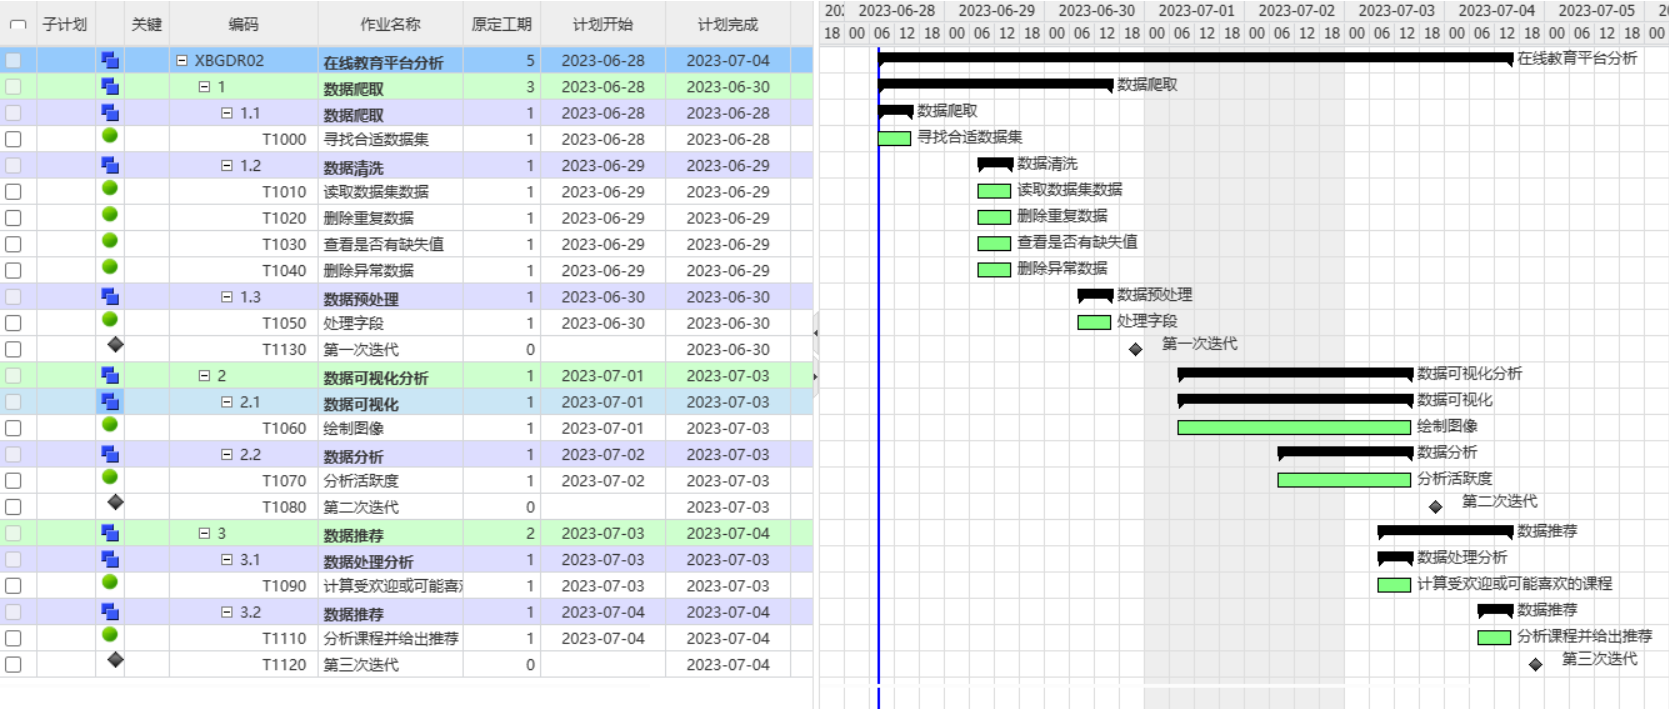 子计划 关键 编码 作业名称 原定工期 计划开始 计划完成
XBGDR02 在线教育平台分析 5 2023-06-28 2023-07-04
1 数据爬取 3 2023-06-28 2023-06-30
1.1 数据爬取 1 2023-06-28 2023-06-28
T1000 寻找合适数据集 1 2023-06-28 2023-06-28
1.2 数据清洗 1 2023-06-29 2023-06-29
T1010 读取数据集数据 1 2023-06-29 2023-06-29
T1020 删除重复数据 1 2023-06-29 2023-06-29
T1030 查看是否有缺失值 1 2023-06-29 2023-06-29
T1040 删除异常数据 1 2023-06-29 2023-06-29
1.3 数据预处理 1 2023-06-30 2023-06-30
T1050 处理字段 1 2023-06-30 2023-06-30
T1130 第一次迭代 0 2023-06-30
2 数据可视化分析 1 2023-07-01 2023-07-03
2.1 数据可视化 1 2023-07-01 2023-07-03
T1060 绘制图像 1 2023-07-01 2023-07-03
2.2 数据分析 1 2023-07-02 2023-07-03
T1070 分析活跃度 1 2023-07-02 2023-07-03
T1080 第二次迭代 0 2023-07-03
3 数据推荐 2 2023-07-03 2023-07-04
3.1 数据处理分析 1 2023-07-03 2023-07-03
T1090 计算受欢迎或可能喜 1 2023-07-03 2023-07-03
3.2 数据推荐 1 2023-07-04 2023-07-04
T1110 分析课程并给出推荐 1 2023-07-04 2023-07-04
T1120 第三次迭代 0 2023-07-04
202 2023-06-28 2023-06-29 2023-06-30 2023-07-01 2023-07-02 2023-07-03 2023-07-04 2023-07-05 20
18 00 06 12 18 00 06 12 18 00 06 12 18 00 06 12 18 00 06 12 18 00 06 12 18 00 06 12 18 00 06 12 18 00
在线教育平台分析
数据爬取
数据爬取
寻找合适数据集
数据清洗
读取数据集数据
删除重复数据
查看是否有缺失值
删除异常数据
数据预处理
处理字段
第一次迭代
数据可视化分析
数据可视化
绘制图像
数据分析
分析活跃度
第二次迭代
数据推荐
数据处理分析
计算受欢迎或可能喜欢的课程
数据推荐
分析课程并给出推荐
第三次迭代